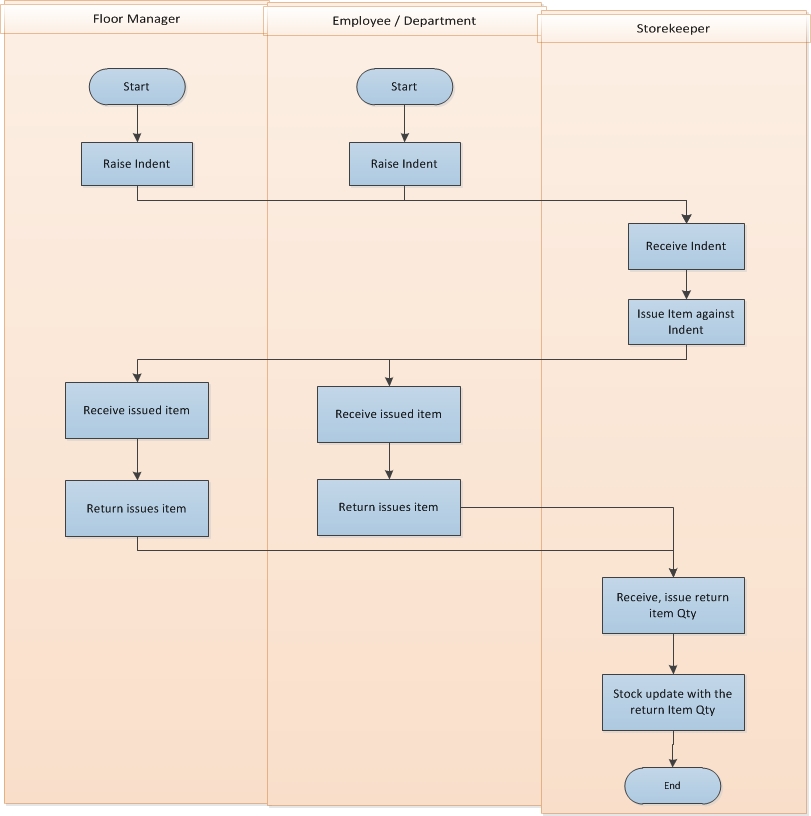 Floor Manager
Employee / Department
Storekeeper
Start
Start
Raise Indent
Raise Indent
Receive Indent
Issue Item against
Indent
Receive issued item
Receive issued item
Return issues item
Return issues item
Receive, issue return
item Qty
Stock update with the
return Item Qty
End